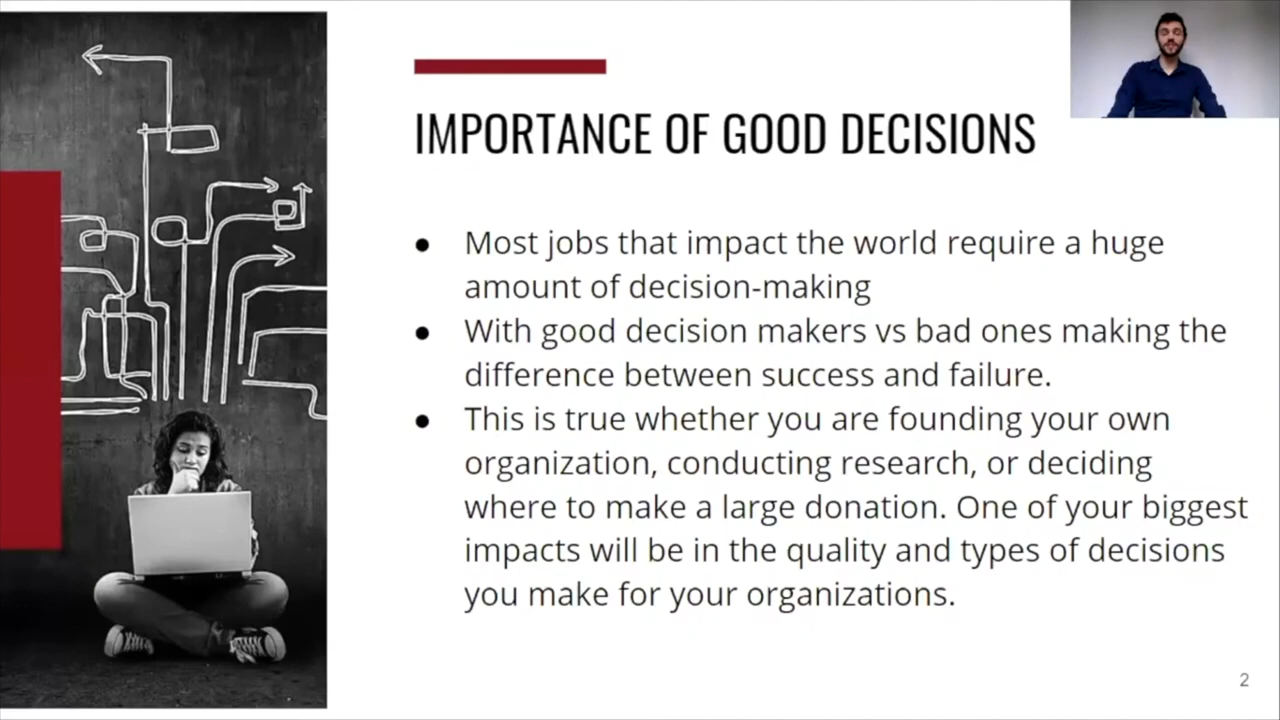 IMPORTANCE OF GOOD DECISIONS
● Most jobs that impact the world require a huge
amount of decision-making
● With good decision makers vs bad ones making the
difference between success and failure.
● This is true whether you are founding your own
organization, conducting research, or deciding
where to make a large donation. One of your biggest
impacts will be in the quality and types of decisions
you make for your organizations.
2